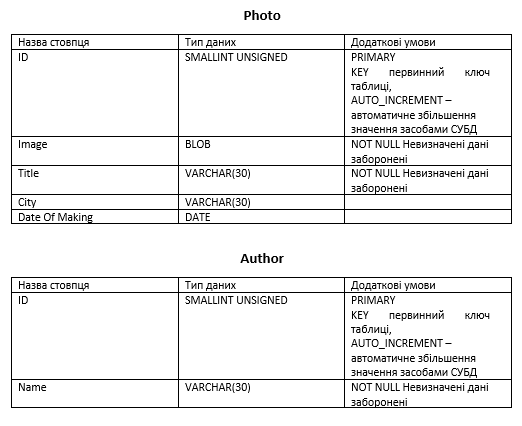 Photo
Назва стовпця Тип даних Додаткові умови
ID SMALLINT UNSIGNED PRIMARY
KEY первинний ключ
таблиці,
AUTO_INCREMENT –
автоматичне збільшення
значення засобами СУБД
Image BLOB NOT NULL Невизначені дані
заборонені
Title VARCHAR(30) NOT NULL Невизначені дані
заборонені
City VARCHAR(30)
Date Of Making DATE
Author
Назва стовпця Тип даних Додаткові умови
ID SMALLINT UNSIGNED PRIMARY
KEY первинний ключ
таблиці,
AUTO_INCREMENT –
автоматичне збільшення
значення засобами СУБД
Name VARCHAR(30) NOT NULL Невизначені дані
заборонені